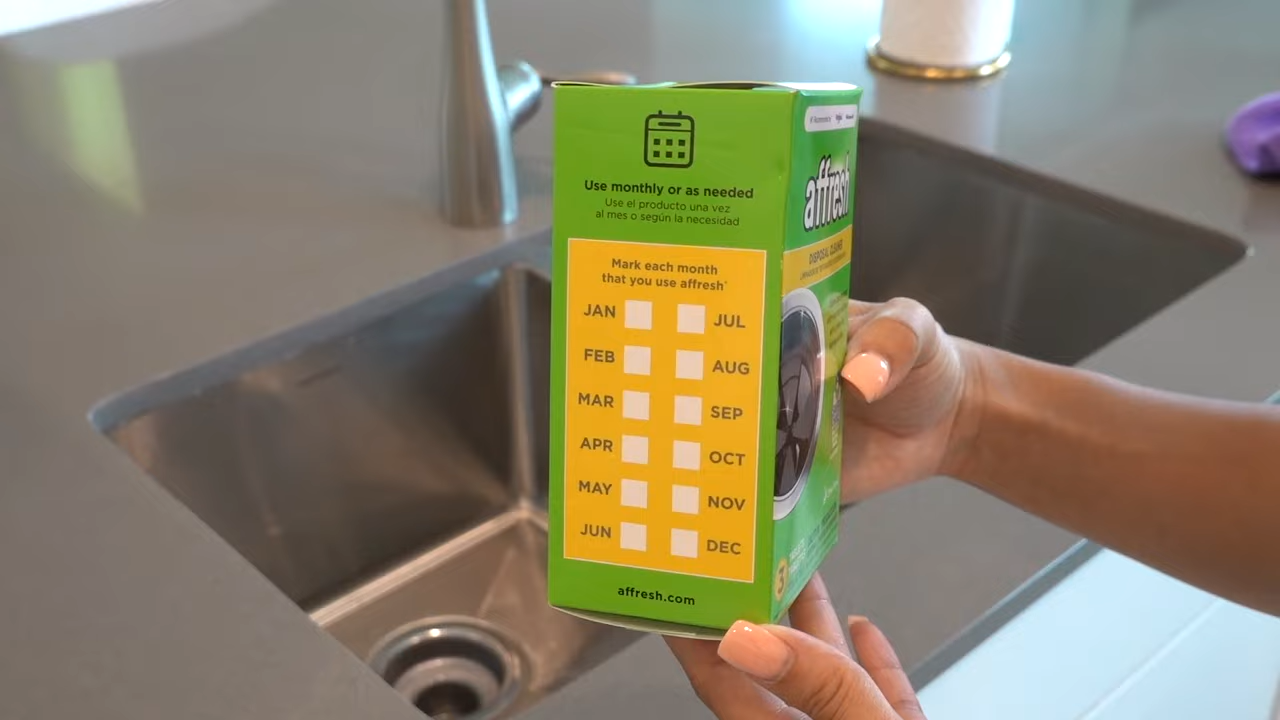 Use monthly or as needed
Use el producto una vez
al mes o según la necesidad
Mark each month
that you use affresh®
JAN JUL
FEB AUG
MAR SEP
APR OCT
MAY NOV
JUN DEC
affresh.com
affresh
DISPOSAL CLEANER
3